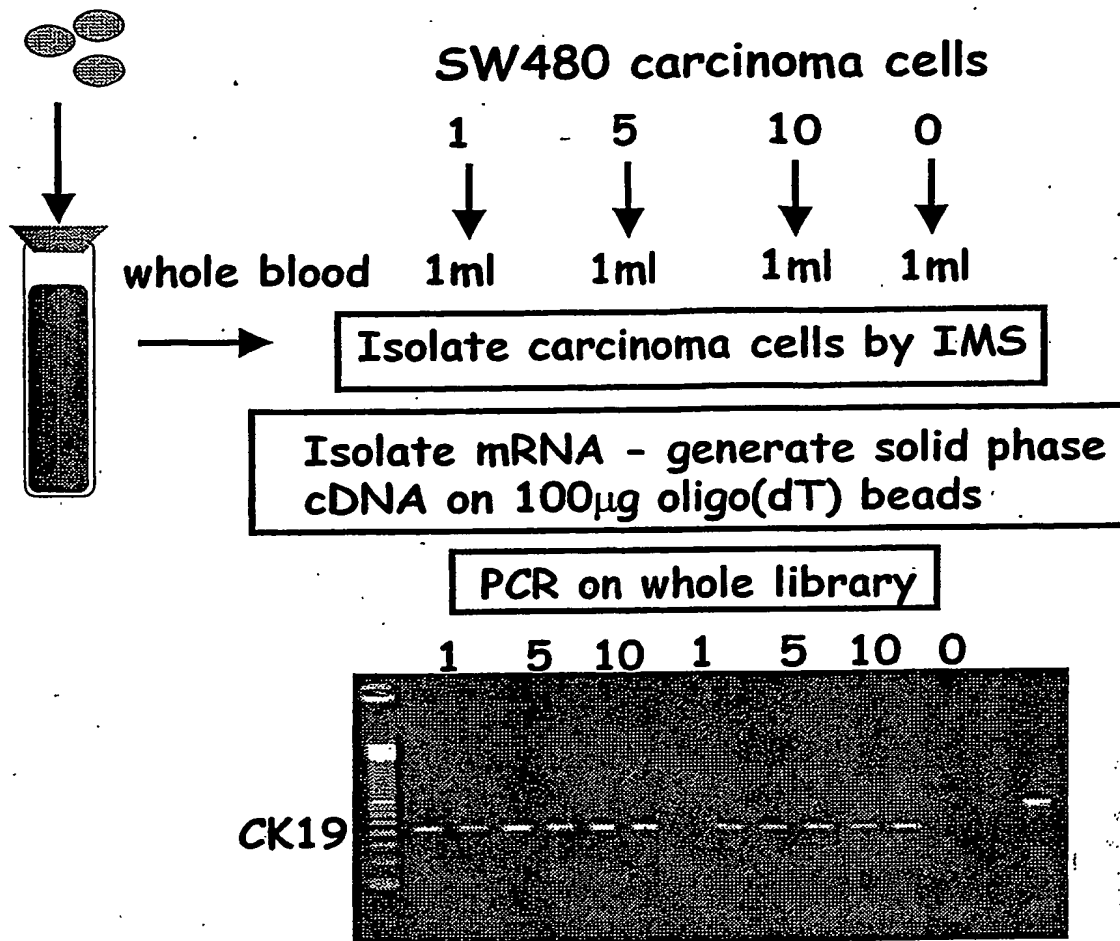 SW480 carcinoma cells
1 5 10 0
whole blood 1ml 1ml 1ml 1ml
Isolate carcinoma cells by IMS
Isolate mRNA - generate solid phase
cDNA on 100µg oligo(dT) beads
PCR on whole library
1 5 10 1 5 10 0
CK19